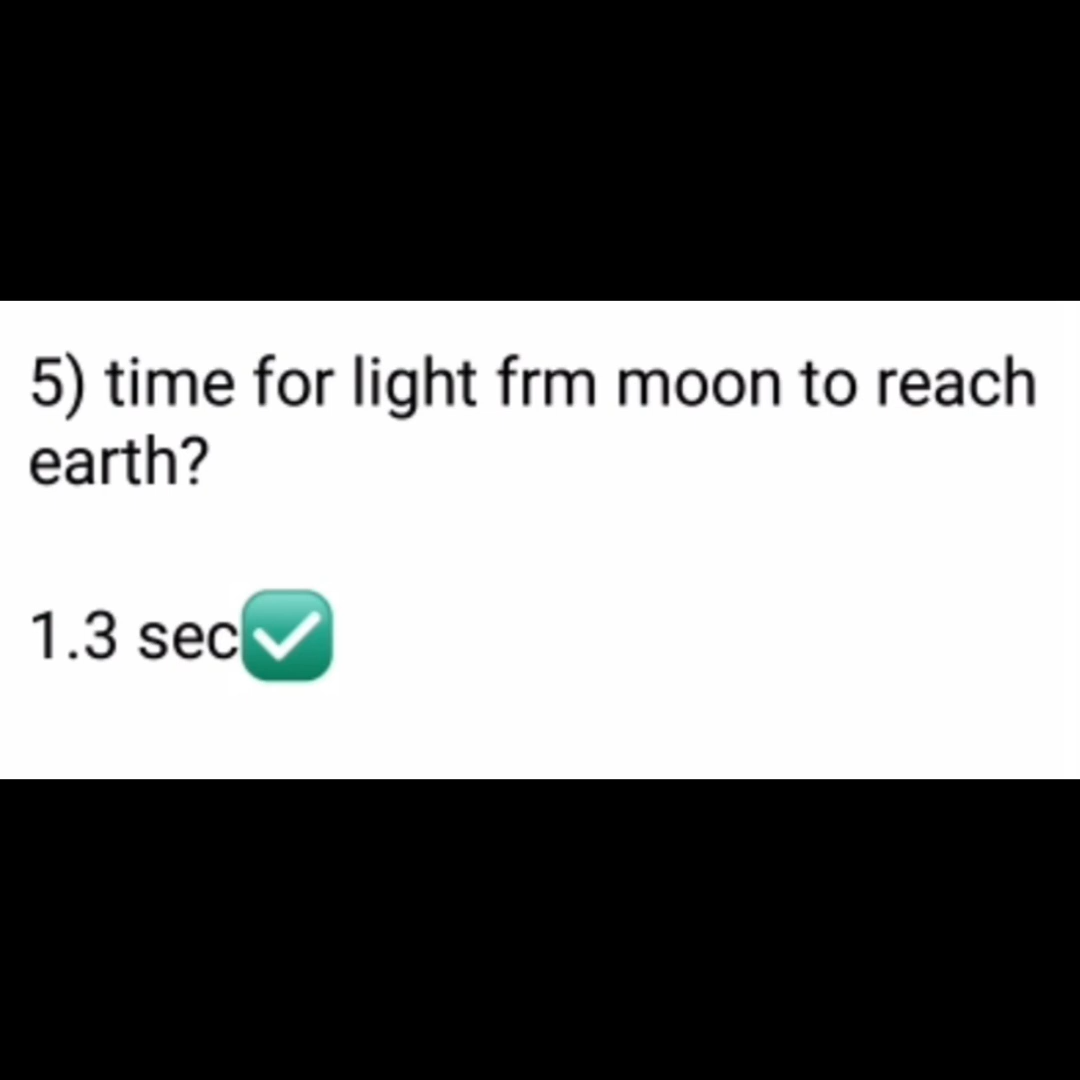 5) time for light frm moon to reach
earth?
1.3 sec✅